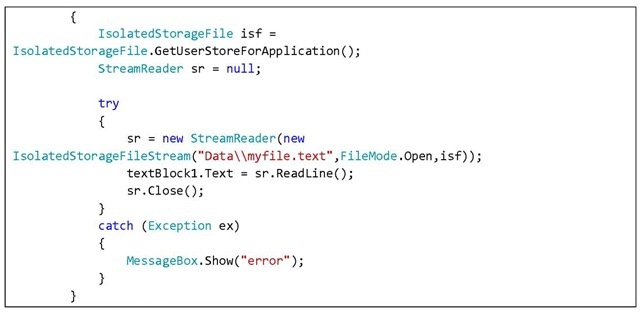 {
IsolatedStorageFile isf =
IsolatedStorageFile.GetUserStoreForApplication();
StreamReader sr = null;
try
{
sr = new StreamReader(new
IsolatedStorageFileStream("Data\\myfile.text",FileMode.Open,isf));
textBlock1.Text = sr.ReadLine();
sr.Close();
}
catch (Exception ex)
{
MessageBox.Show("error");
}
}